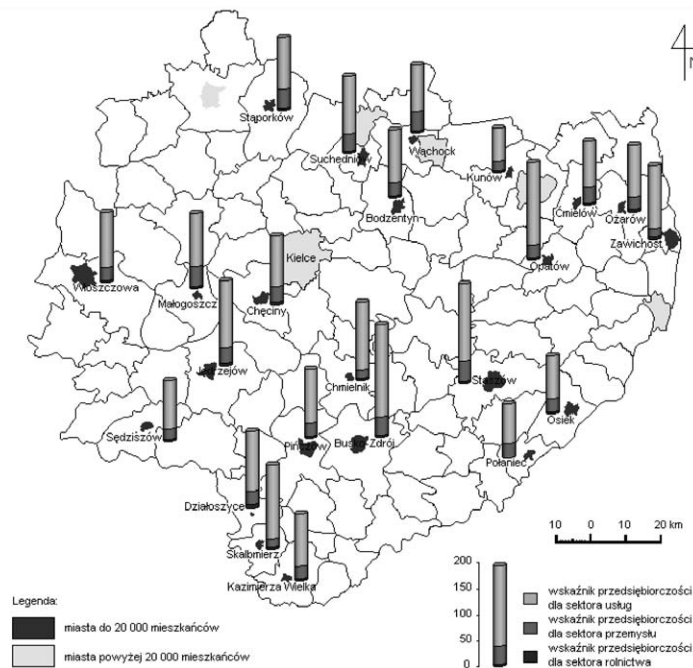 N
Stąporków
Suchedniów
Wąchock
Bodzentyn
Kunów
Ćmielów
Ożarów
Zawichost
Opatów
Włoszczowa
Małogoszcz
Kielce
Chęciny
Jędrzejów
Chmielnik
Staszów
Sędziszów
Pińczów
Busko-Zdrój
Osiek
Połaniec
Działoszyce
Skalbmierz
Kazimierza Wielka
10 0 10 20 km
200
150
100
50
0
wskaźnik przedsiębiorczości
dla sektora usług
wskaźnik przedsiębiorczości
dla sektora przemysłu
wskaźnik przedsiębiorczości
dla sektora rolnictwa
Legenda:
miasta do 20 000 mieszkańców
miasta powyżej 20 000 mieszkańców